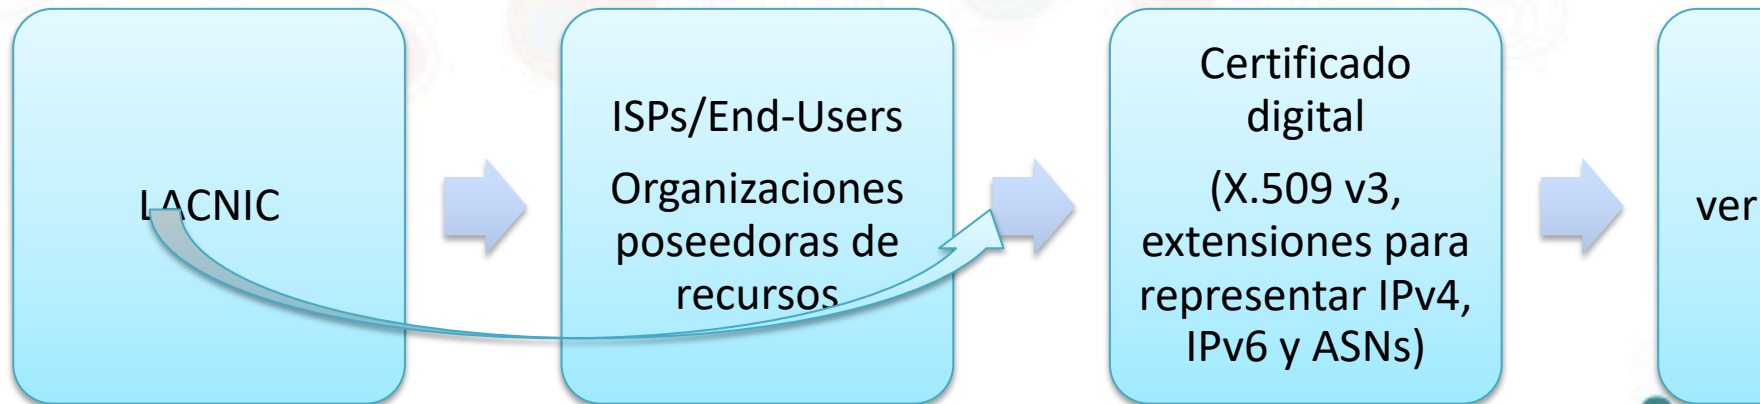 LACNIC
ISPs/End-Users
Organizaciones
poseedoras de
recursos
Certificado
digital
(X.509 v3,
extensiones para
representar IPv4,
IPv6 y ASNs)
ver